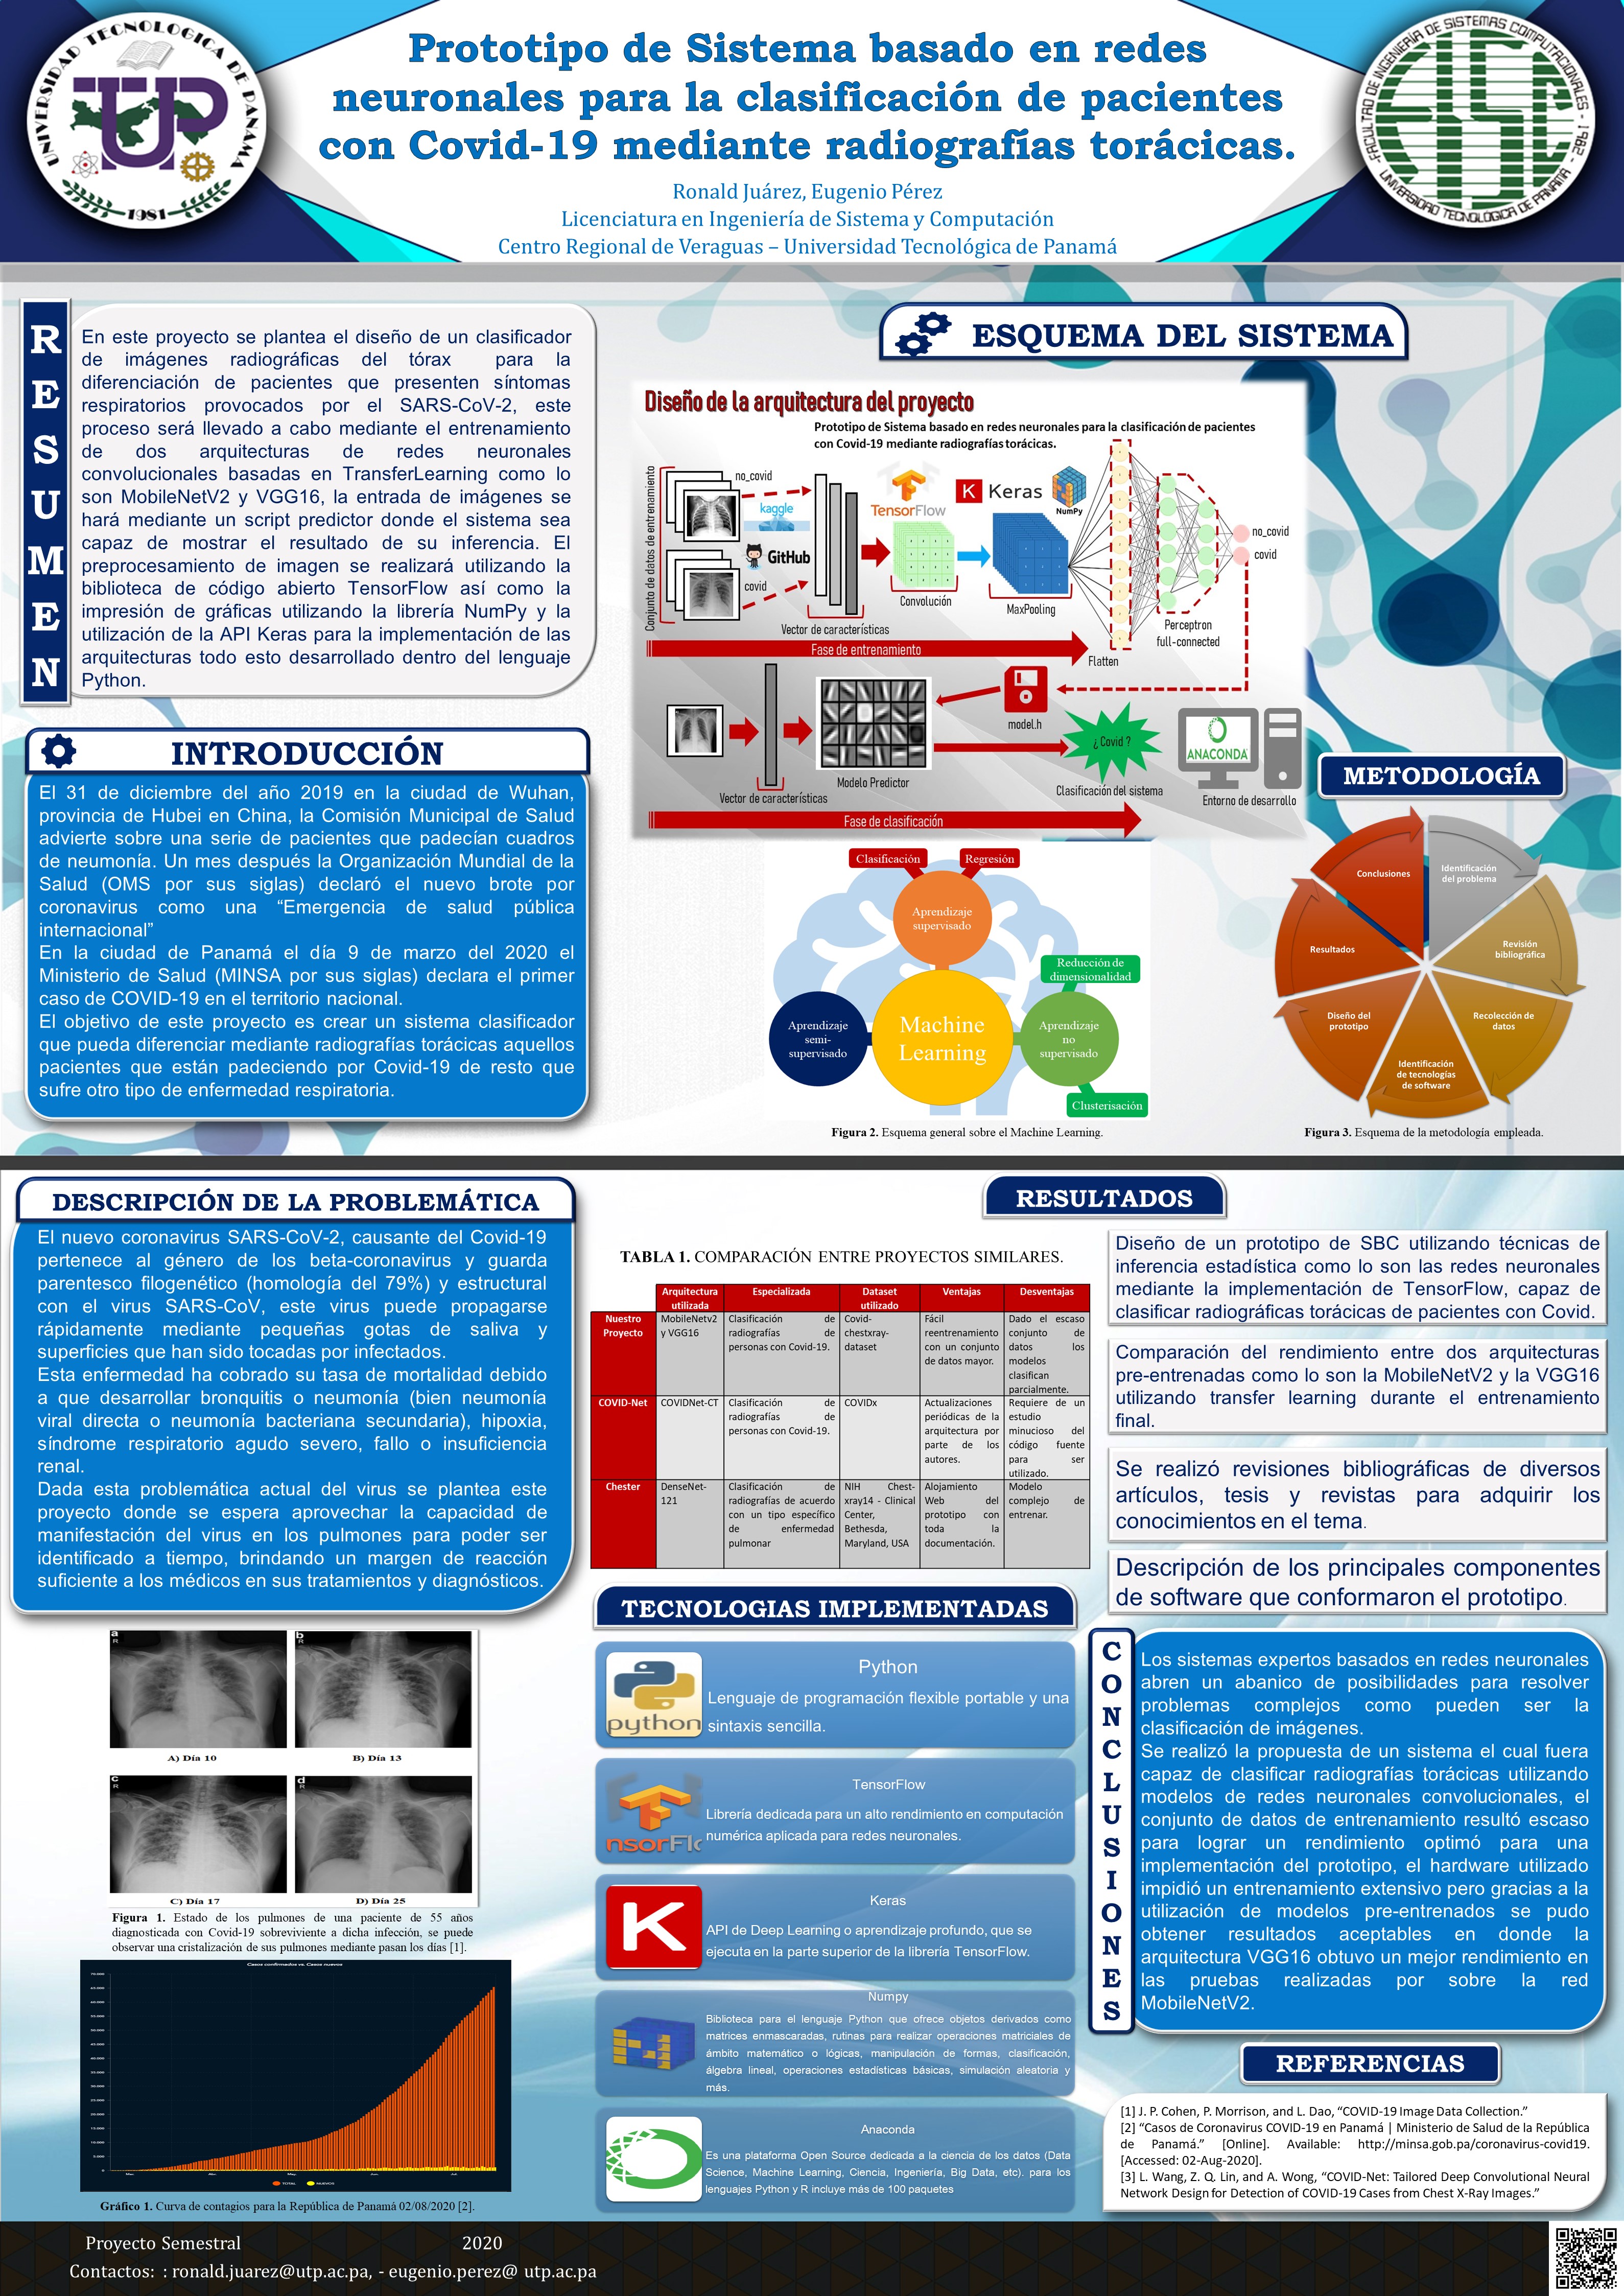 UNIVERSIDAD TECNOLOGICA DE PANAMÁ
UTP
1981
Prototipo de Sistema basado en redes
neuronales para la clasificación de pacientes
con Covid-19 mediante radiografías torácicas.
Ronald Juárez, Eugenio Pérez
Licenciatura en Ingeniería de Sistema y Computación
Centro Regional de Veraguas – Universidad Tecnológica de Panamá
FACULTAD DE INGENIERÍA DE SISTEMAS COMPUTACIONALES - 1982 -
UNIVERSIDAD TECNOLÓGICA DE PANAMÁ
RESUMEN
En este proyecto se plantea el diseño de un clasificador
de imágenes radiográficas del tórax para la
diferenciación de pacientes que presenten síntomas
respiratorios provocados por el SARS-CoV-2, este
proceso será llevado a cabo mediante el entrenamiento
de dos arquitecturas de redes neuronales
convolucionales basadas en TransferLearning como lo
son MobileNetV2 y VGG16, la entrada de imágenes se
hará mediante un script predictor donde el sistema sea
capaz de mostrar el resultado de su inferencia. El
preprocesamiento de imagen se realizará utilizando la
biblioteca de código abierto TensorFlow así como la
impresión de gráficas utilizando la librería NumPy y la
utilización de la API Keras para la implementación de las
arquitecturas todo esto desarrollado dentro del lenguaje
Python.
INTRODUCCIÓN
El 31 de diciembre del año 2019 en la ciudad de Wuhan,
provincia de Hubei en China, la Comisión Municipal de Salud
advierte sobre una serie de pacientes que padecían cuadros
de neumonía. Un mes después la Organización Mundial de la
Salud (OMS por sus siglas) declaró el nuevo brote por
coronavirus como una “Emergencia de salud pública
internacional”
En la ciudad de Panamá el día 9 de marzo del 2020 el
Ministerio de Salud (MINSA por sus siglas) declara el primer
caso de COVID-19 en el territorio nacional.
El objetivo de este proyecto es crear un sistema clasificador
que pueda diferenciar mediante radiografías torácicas aquellos
pacientes que están padeciendo por Covid-19 de resto que
sufre otro tipo de enfermedad respiratoria.
ESQUEMA DEL SISTEMA
Diseño de la arquitectura del proyecto
Prototipo de Sistema basado en redes neuronales para la clasificación de pacientes
con Covid-19 mediante radiografías torácicas.
Conjunto de datos de entrenamiento
no_covid
kaggle
GitHub
covid
Vector de características
TensorFlow
K Keras
NumPy
Convolución
MaxPooling
Flatten
Perceptron
full-connected
no_covid
covid
Fase de entrenamiento
Vector de características
Modelo Predictor
model.h
¿ Covid ?
Clasificación del sistema
ANACONDA
Entorno de desarrollo
Fase de clasificación
Clasificación
Regresión
Aprendizaje
supervisado
Reducción de
dimensionalidad
Aprendizaje
semi-
supervisado
Machine
Learning
Aprendizaje
no
supervisado
Clusterisación
Figura 2. Esquema general sobre el Machine Learning.
METODOLOGÍA
Identificación
del problema
Revisión
bibliográfica
Recolección de
datos
Identificación
de tecnologías
de software
Diseño del
prototipo
Resultados
Conclusiones
Figura 3. Esquema de la metodología empleada.
DESCRIPCIÓN DE LA PROBLEMÁTICA
El nuevo coronavirus SARS-CoV-2, causante del Covid-19
pertenece al género de los beta-coronavirus y guarda
parentesco filogenético (homología del 79%) y estructural
con el virus SARS-CoV, este virus puede propagarse
rápidamente mediante pequeñas gotas de saliva y
superficies que han sido tocadas por infectados.
Esta enfermedad ha cobrado su tasa de mortalidad debido
a que desarrollar bronquitis o neumonía (bien neumonía
viral directa o neumonía bacteriana secundaria), hipoxia,
síndrome respiratorio agudo severo, fallo o insuficiencia
renal.
Dada esta problemática actual del virus se plantea este
proyecto donde se espera aprovechar la capacidad de
manifestación del virus en los pulmones para poder ser
identificado a tiempo, brindando un margen de reacción
suficiente a los médicos en sus tratamientos y diagnósticos.
a
R
b
R
A) Día 10
B) Día 13
c
R
d
R
C) Día 17
D) Día 25
Figura 1. Estado de los pulmones de una paciente de 55 años
diagnosticada con Covid-19 sobreviviente a dicha infección, se puede
observar una cristalización de sus pulmones mediante pasan los días [1].
Casos confirmados vs. Casos nuevos
TOTAL
NUEVOS
Gráfico 1. Curva de contagios para la República de Panamá 02/08/2020 [2].
RESULTADOS
TABLA 1. COMPARACIÓN ENTRE PROYECTOS SIMILARES.
Arquitectura utilizada Especializada Dataset utilizado Ventajas Desventajas
Nuestro Proyecto
MobileNetv2 y VGG16
Clasificación de radiografías de personas con Covid-19.
Covid-chestxray-dataset
Fácil reentrenamiento con un conjunto de datos mayor.
Dado el escaso conjunto de datos los modelos clasifican parcialmente.
COVID-Net
COVIDNet-CT
Clasificación de radiografías de personas con Covid-19.
COVIDx
Actualizaciones periódicas de la arquitectura por parte de los autores.
Requiere de un estudio minucioso del código fuente para ser utilizado.
Chester
DenseNet-121
Clasificación de radiografías de acuerdo con un tipo específico de enfermedad pulmonar
NIH Chest-xray14 - Clinical Center, Bethesda, Maryland, USA
Alojamiento Web del prototipo con toda la documentación.
Modelo complejo de entrenar.
Diseño de un prototipo de SBC utilizando técnicas de
inferencia estadística como lo son las redes neuronales
mediante la implementación de TensorFlow, capaz de
clasificar radiográficas torácicas de pacientes con Covid.
Comparación del rendimiento entre dos arquitecturas
pre-entrenadas como lo son la MobileNetV2 y la VGG16
utilizando transfer learning durante el entrenamiento
final.
Se realizó revisiones bibliográficas de diversos
artículos, tesis y revistas para adquirir los
conocimientos en el tema.
Descripción de los principales componentes
de software que conformaron el prototipo.
TECNOLOGIAS IMPLEMENTADAS
python
Python
Lenguaje de programación flexible portable y una
sintaxis sencilla.
nsorFl
TensorFlow
Librería dedicada para un alto rendimiento en computación
numérica aplicada para redes neuronales.
K
Keras
API de Deep Learning o aprendizaje profundo, que se
ejecuta en la parte superior de la librería TensorFlow.
Numpy
Biblioteca para el lenguaje Python que ofrece objetos derivados como
matrices enmascaradas, rutinas para realizar operaciones matriciales de
ámbito matemático o lógicas, manipulación de formas, clasificación,
álgebra lineal, operaciones estadísticas básicas, simulación aleatoria y
más.
Anaconda
Es una plataforma Open Source dedicada a la ciencia de los datos (Data
Science, Machine Learning, Ciencia, Ingeniería, Big Data, etc). para los
lenguajes Python y R incluye más de 100 paquetes
CONCLUSIONES
Los sistemas expertos basados en redes neuronales
abren un abanico de posibilidades para resolver
problemas complejos como pueden ser la
clasificación de imágenes.
Se realizó la propuesta de un sistema el cual fuera
capaz de clasificar radiografías torácicas utilizando
modelos de redes neuronales convolucionales, el
conjunto de datos de entrenamiento resultó escaso
para lograr un rendimiento optimó para una
implementación del prototipo, el hardware utilizado
impidió un entrenamiento extensivo pero gracias a la
utilización de modelos pre-entrenados se pudo
obtener resultados aceptables en donde la
arquitectura VGG16 obtuvo un mejor rendimiento en
las pruebas realizadas por sobre la red
MobileNetV2.
REFERENCIAS
[1] J. P. Cohen, P. Morrison, and L. Dao, “COVID-19 Image Data Collection.”
[2] “Casos de Coronavirus COVID-19 en Panamá | Ministerio de Salud de la República
de Panamá.” [Online]. Available: http://minsa.gob.pa/coronavirus-covid19.
[Accessed: 02-Aug-2020].
[3] L. Wang, Z. Q. Lin, and A. Wong, “COVID-Net: Tailored Deep Convolutional Neural
Network Design for Detection of COVID-19 Cases from Chest X-Ray Images.”
Proyecto Semestral 2020
Contactos: : ronald.juarez@utp.ac.pa, - eugenio.perez@ utp.ac.pa